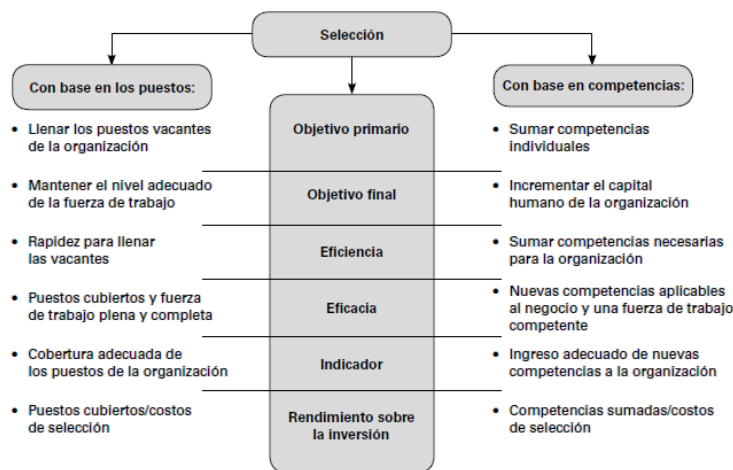 Selección
Con base en los puestos:
Con base en competencias:
• Llenar los puestos vacantes
de la organización
Objetivo primario
• Sumar competencias
individuales
• Mantener el nivel adecuado
de la fuerza de trabajo
Objetivo final
• Incrementar el capital
humano de la organización
• Rapidez para llenar
las vacantes
Eficiencia
• Sumar competencias necesarias
para la organización
• Puestos cubiertos y fuerza
de trabajo plena y completa
Eficacia
• Nuevas competencias aplicables
al negocio y una fuerza de trabajo
competente
• Cobertura adecuada de
los puestos de la organización
Indicador
• Ingreso adecuado de nuevas
competencias a la organización
• Puestos cubiertos/costos
de selección
Rendimiento sobre
la inversión
• Competencias sumadas/costos
de selección